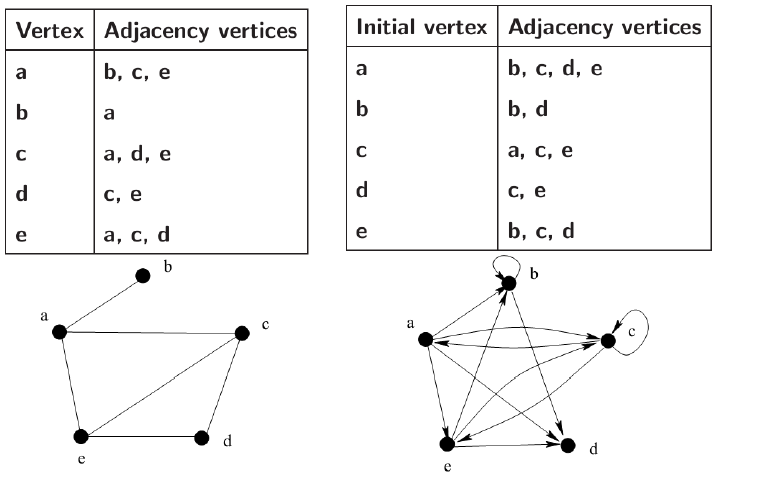 Vertex Adjacency vertices
a b, c, e
b a
c a, d, e
d c, e
e a, c, d
Initial vertex Adjacency vertices
a b, c, d, e
b b, d
c a, c, e
d c, e
e b, c, d
b
a
c
d
e
b
a
c
d
e